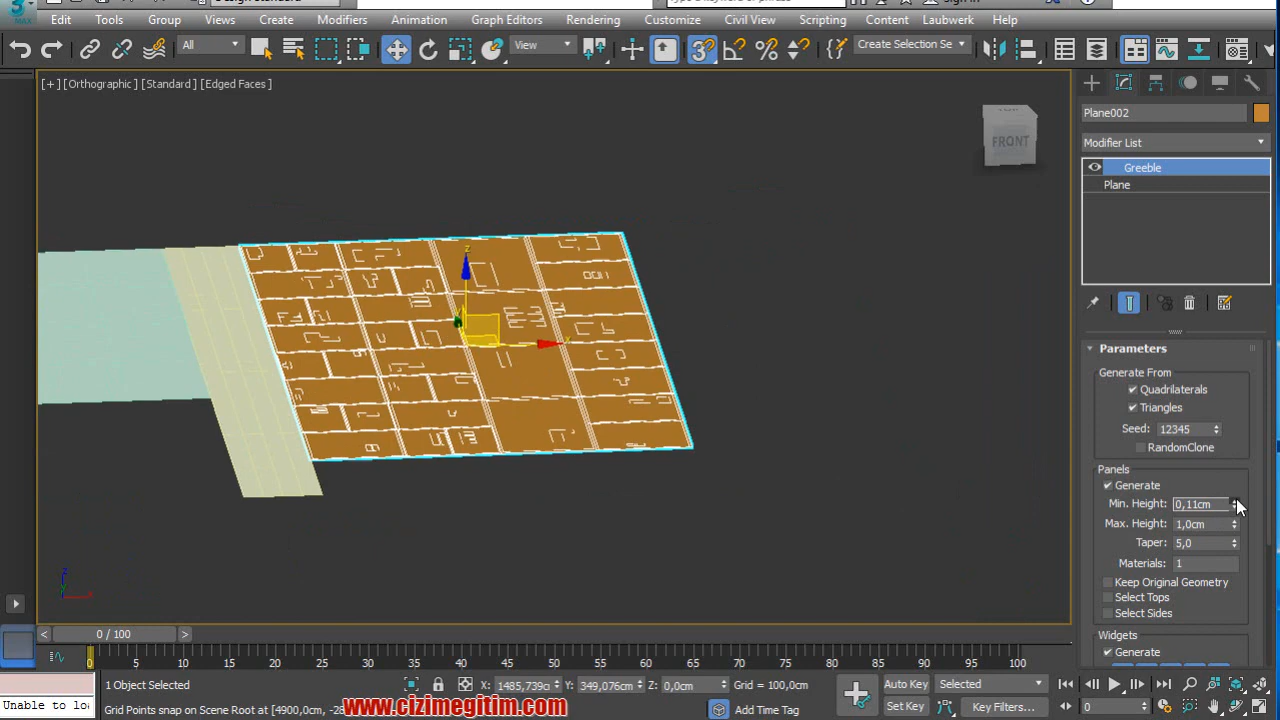 Edit Tools Group Views Create Modifiers Animation Graph Editors Rendering Customize Civil View Scripting Content Laubwerk Help
All View Create Selection Se
[+] [Orthographic] [Standard] [Edged Faces]
FRONT
Plane002
Modifier List
Greeble
Plane
z
x
Parameters
Generate From
Quadrilaterals
Triangles
Seed: 12345
RandomClone
Panels
Generate
Min. Height: 0,11cm
Max. Height: 1,0cm
Taper: 5,0
Materials: 1
Keep Original Geometry
Select Tops
Select Sides
Widgets
Generate
z
0 / 100
0 5 10 15 20 25 30 35 40 45 50 55 60 65 70 75 80 85 90 95 100
1 Object Selected X: 1485,739c Y: 349,076cm Z: 0,0cm Grid = 100,0cm Auto Key Selected
Unable to lo Grid Points snap on Scene Root at [4900,0cm, -28 Add Time Tag Set Key Key Filters... 0
www.cizimegitim.com